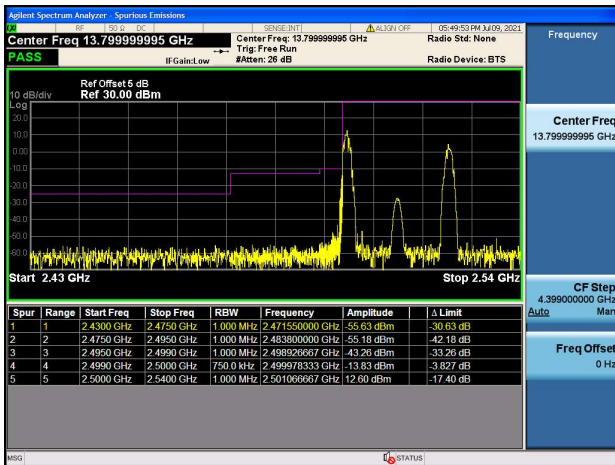 Agilent Spectrum Analyzer - Spurious Emissions
RF 50 Ω DC SENSE:INT ALIGN OFF 05:49:53 PM Jul 09, 2021
Center Freq 13.799999995 GHz Center Freq: 13.799999995 GHz Radio Std: None
Trig: Free Run
PASS IFGain:Low #Atten: 26 dB Radio Device: BTS
Ref Offset 5 dB
10 dB/div Ref 30.00 dBm
Log
20.0
10.0
0.00
-10.0
-20.0
-30.0
-40.0
-50.0
-60.0
Start 2.43 GHz Stop 2.54 GHz
Spur Range Start Freq Stop Freq RBW Frequency Amplitude Δ Limit
1 1 2.4300 GHz 2.4750 GHz 1.000 MHz 2.471550000 GHz -55.63 dBm -30.63 dB
2 2 2.4750 GHz 2.4950 GHz 1.000 MHz 2.483800000 GHz -55.18 dBm -42.18 dB
3 3 2.4950 GHz 2.4990 GHz 1.000 MHz 2.498926667 GHz -43.26 dBm -33.26 dB
4 4 2.4990 GHz 2.5000 GHz 750.0 kHz 2.499978333 GHz -13.83 dBm -3.827 dB
5 5 2.5000 GHz 2.5400 GHz 1.000 MHz 2.501066667 GHz 12.60 dBm -17.40 dB
Frequency
Center Freq
13.799999995 GHz
CF Step
4.399000000 GHz
Auto Man
Freq Offset
0 Hz
MSG STATUS